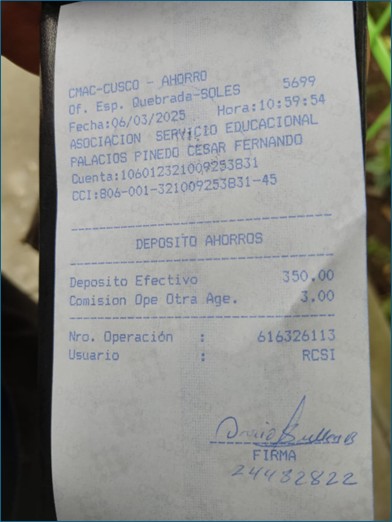 CMAC-CUSCO - AHORRO
Of. Esp. Quebrada-SOLES 5699
Fecha:06/03/2025 Hora:10:59:54
ASOCIACION SERVICIO EDUCACIONAL
PALACIOS PINEDO CESAR FERNANDO
Cuenta:106012321009253831
CCI:806-001-321009253831-45
DEPOSITO AHORROS
Deposito Efectivo 350.00
Comision Ope Otra Age. 3.00
Nro. Operación : 616326113
Usuario : RCSI
FIRMA
24482822